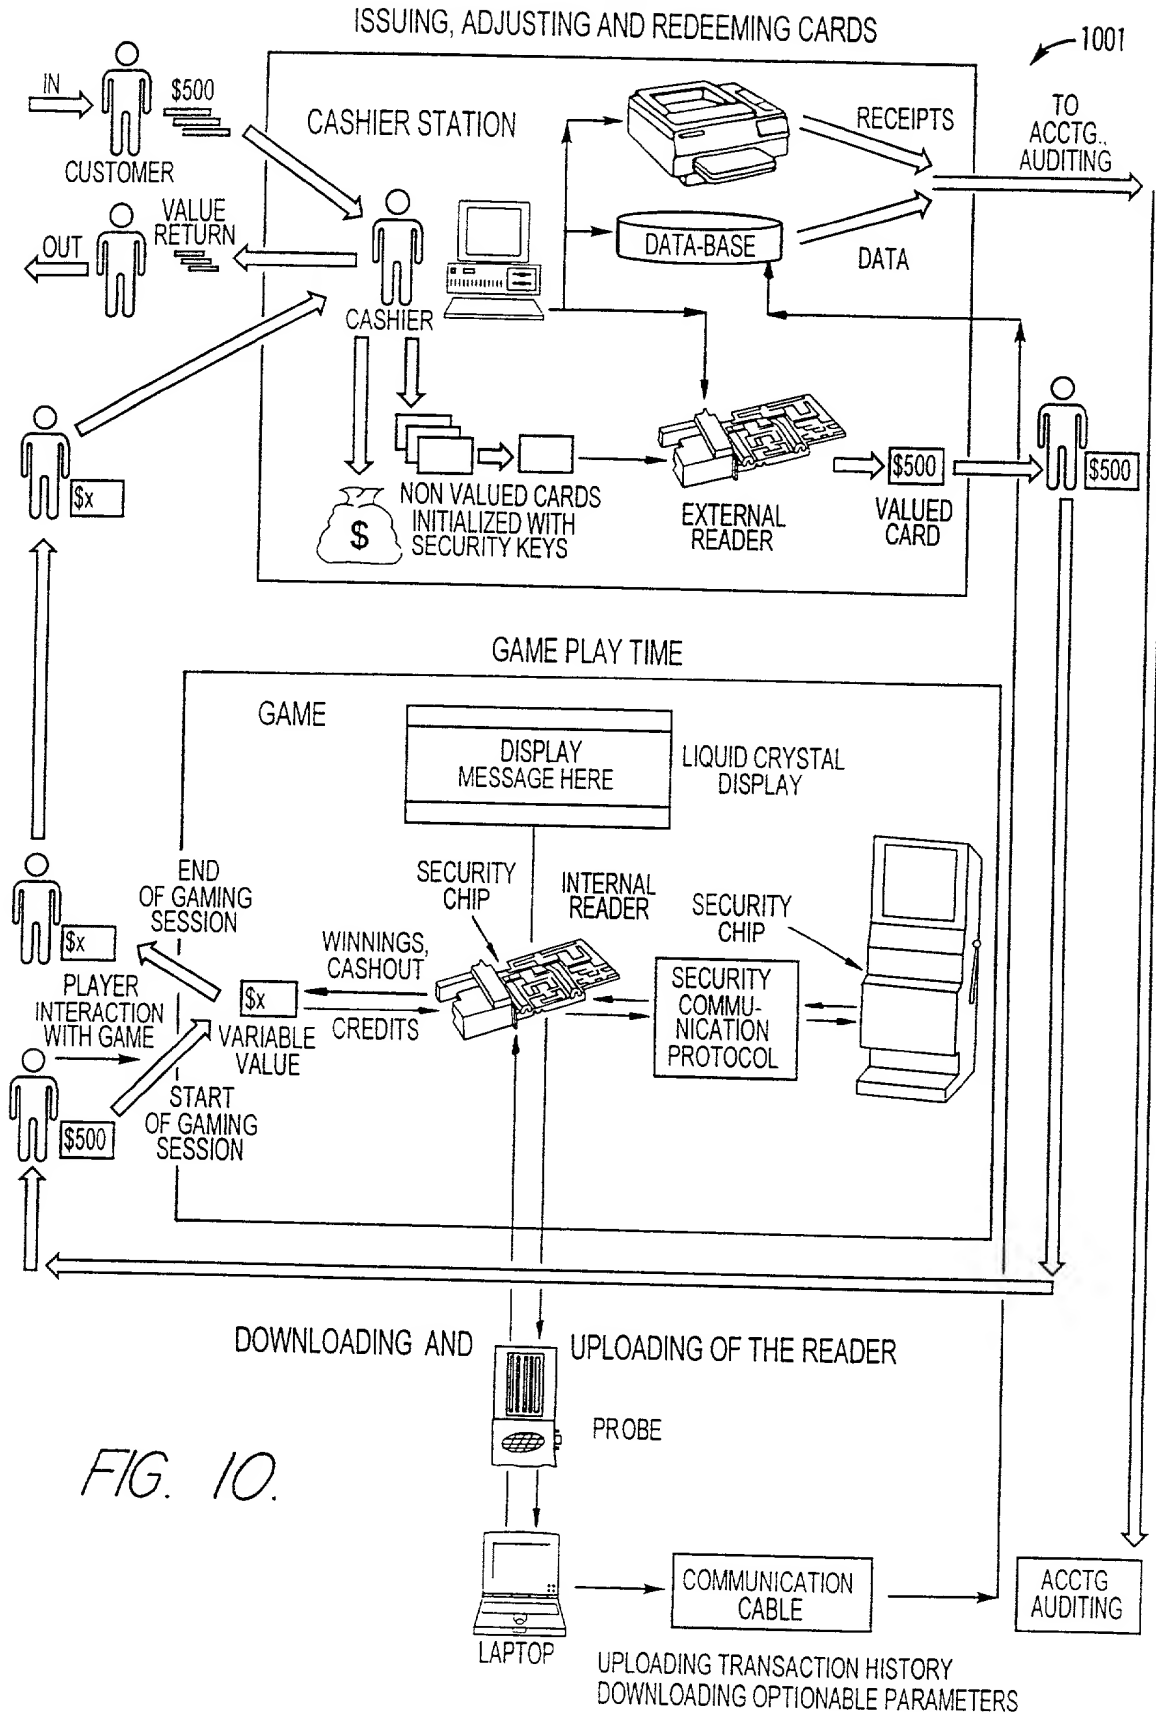 ISSUING, ADJUSTING AND REDEEMING CARDS
1001
IN
$500
CUSTOMER
CASHIER STATION
RECEIPTS
TO
ACCTG.,
AUDITING
VALUE
RETURN
OUT
DATA-BASE
DATA
CASHIER
$x
$
NON VALUED CARDS
INITIALIZED WITH
SECURITY KEYS
EXTERNAL
READER
$500
VALUED
CARD
$500
GAME PLAY TIME
GAME
DISPLAY
MESSAGE HERE
LIQUID CRYSTAL
DISPLAY
END
OF GAMING
SESSION
SECURITY
CHIP
INTERNAL
READER
SECURITY
CHIP
$x
WINNINGS,
CASHOUT
PLAYER
INTERACTION
WITH GAME
$x
VARIABLE
VALUE
CREDITS
SECURITY
COMMU-
NICATION
PROTOCOL
$500
START
OF GAMING
SESSION
DOWNLOADING AND UPLOADING OF THE READER
PROBE
FIG. 10.
LAPTOP
COMMUNICATION
CABLE
ACCTG
AUDITING
UPLOADING TRANSACTION HISTORY
DOWNLOADING OPTIONABLE PARAMETERS